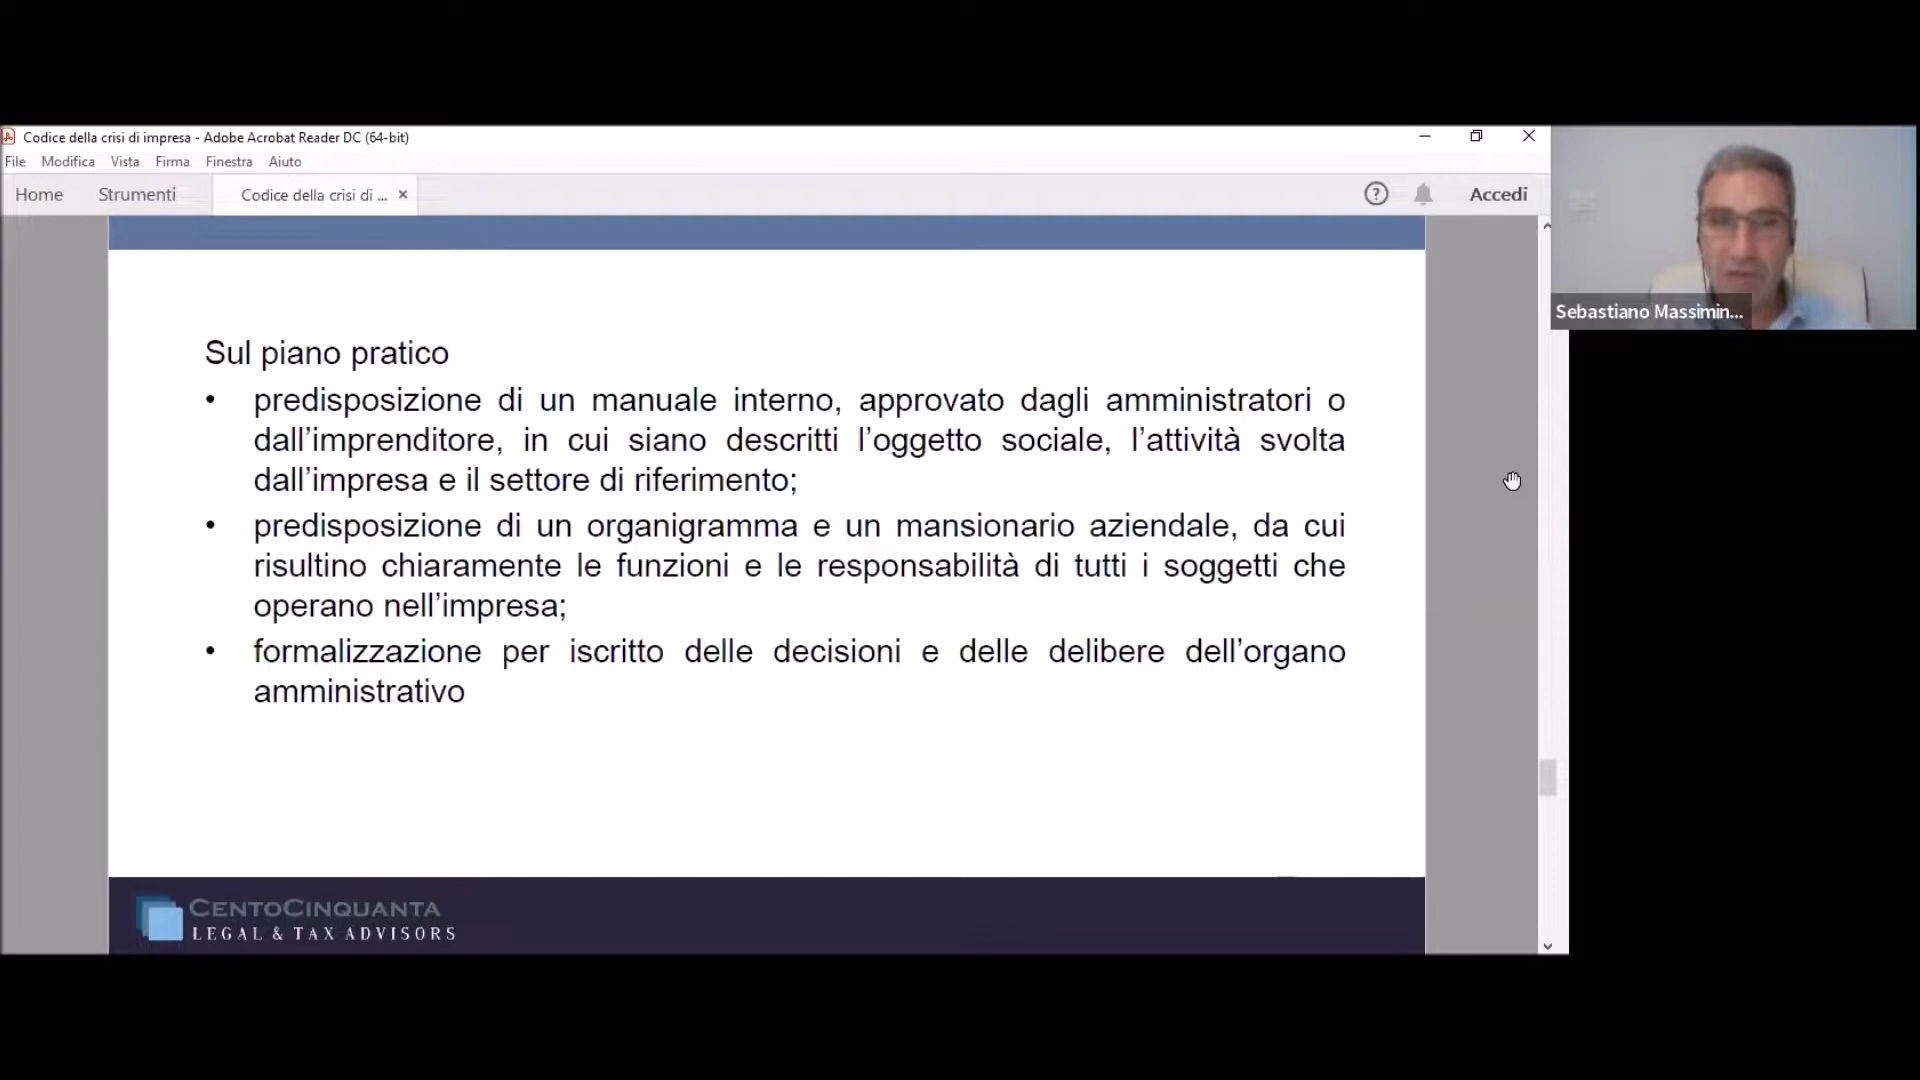 Codice della crisi di impresa - Adobe Acrobat Reader DC (64-bit)
File Modifica Vista Firma Finestra Aiuto
Home Strumenti Codice della crisi di ... Accedi
Sebastiano Massimin...
Sul piano pratico
• predisposizione di un manuale interno, approvato dagli amministratori o
dall’imprenditore, in cui siano descritti l’oggetto sociale, l’attività svolta
dall’impresa e il settore di riferimento;
• predisposizione di un organigramma e un mansionario aziendale, da cui
risultino chiaramente le funzioni e le responsabilità di tutti i soggetti che
operano nell’impresa;
• formalizzazione per iscritto delle decisioni e delle delibere dell’organo
amministrativo
CENTOCINQUANTA
LEGAL & TAX ADVISORS